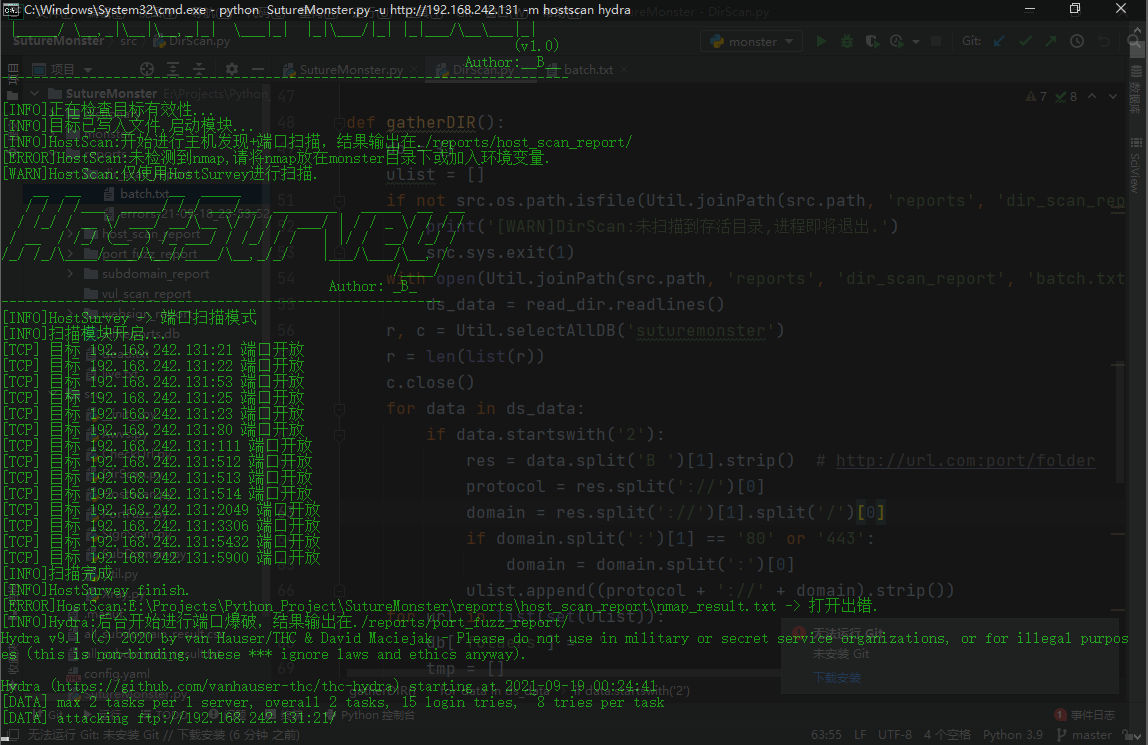 C:\Windows\System32\cmd.exe - python SutureMonster.py -u http://192.168.242.131 -m hostscan hydra
(v1.0)
Author:__B__
[INFO]正在检查目标有效性...
[INFO]目标已写入文件,启动模块...
[INFO]HostScan:开始进行主机发现+端口扫描, 结果输出在./reports/host_scan_report/
[ERROR]HostScan:未检测到nmap,请将nmap放在monster目录下或加入环境变量.
[WARN]HostScan:仅使用HostSurvey进行扫描.
HostSurvey
Author: _B_
[INFO]HostSurvey -> 端口扫描模式
[INFO]扫描模块开启...
[TCP] 目标 192.168.242.131:21 端口开放
[TCP] 目标 192.168.242.131:22 端口开放
[TCP] 目标 192.168.242.131:53 端口开放
[TCP] 目标 192.168.242.131:25 端口开放
[TCP] 目标 192.168.242.131:23 端口开放
[TCP] 目标 192.168.242.131:80 端口开放
[TCP] 目标 192.168.242.131:111 端口开放
[TCP] 目标 192.168.242.131:512 端口开放
[TCP] 目标 192.168.242.131:513 端口开放
[TCP] 目标 192.168.242.131:514 端口开放
[TCP] 目标 192.168.242.131:2049 端口开放
[TCP] 目标 192.168.242.131:3306 端口开放
[TCP] 目标 192.168.242.131:5432 端口开放
[TCP] 目标 192.168.242.131:5900 端口开放
[INFO]扫描完成
[INFO]HostSurvey finish.
[ERROR]HostScan:E:\Projects\Python_Project\SutureMonster\reports\host_scan_report\nmap_result.txt -> 打开出错.
[INFO]Hydra:后台开始进行端口爆破, 结果输出在./reports/port_fuzz_report/
Hydra v9.1 (c) 2020 by van Hauser/THC & David Maciejak - Please do not use in military or secret service organizations, or for illegal purpos
es (this is non-binding, these *** ignore laws and ethics anyway).
Hydra (https://github.com/vanhauser-thc/thc-hydra) starting at 2021-09-19 00:24:41
[DATA] max 2 tasks per 1 server, overall 2 tasks, 15 login tries, ~8 tries per task
[DATA] attacking ftp://192.168.242.131:21/
SutureMonster
src
DirScan.py
monster
Git:
项目
SutureMonster.py
DirScan.py
batch.txt
SutureMonster E:\Projects\Python
batch.txt
host_scan_report
port_fuzz_report
subdomain_report
vul_scan_report
config.yaml
47
7
8
48
def gatherDIR():
ulist = []
51 if not src.os.path.isfile(Util.joinPath(src.path, 'reports', 'dir_scan_rep
print('[WARN]DirScan:未扫描到存活目录,进程即将退出.')
src.sys.exit(1)
54 with open(Util.joinPath(src.path, 'reports', 'dir_scan_report', 'batch.txt
ds_data = read_dir.readlines()
56 r, c = Util.selectAllDB('suturemonster')
r = len(list(r))
c.close()
for data in ds_data:
if data.startswith('2'):
res = data.split('B ')[1].strip() # http://url.com:port/folder
protocol = res.split('://')[0]
domain = res.split('://')[1].split('/')[0]
if domain.split(':')[1] == '80' or '443':
domain = domain.split(':')[0]
66 ulist.append((protocol + '://' + domain).strip())
tmp = []
无法运行 Git
未安装 Git
下载安装
数据库
SciView
Python 控制台
1 事件日志
无法运行 Git: 未安装 Git // 下载安装 (6 分钟 之前)
63:55 LF UTF-8 4 个空格 Python 3.9 master